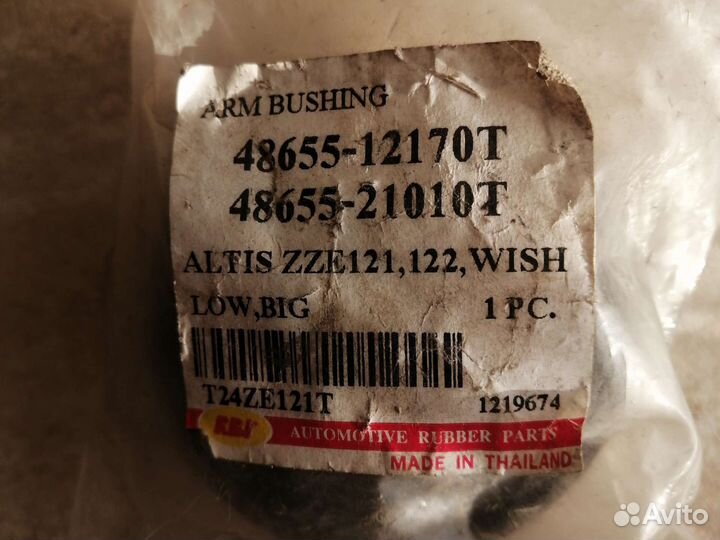 ARM BUSHING
48655-12170T
48655-21010T
ALTIS ZZE121,122,WISH
LOW,BIG 1 PC.
T24ZE121T 1219674
RBI AUTOMOTIVE RUBBER PARTS
MADE IN THAILAND
Avito